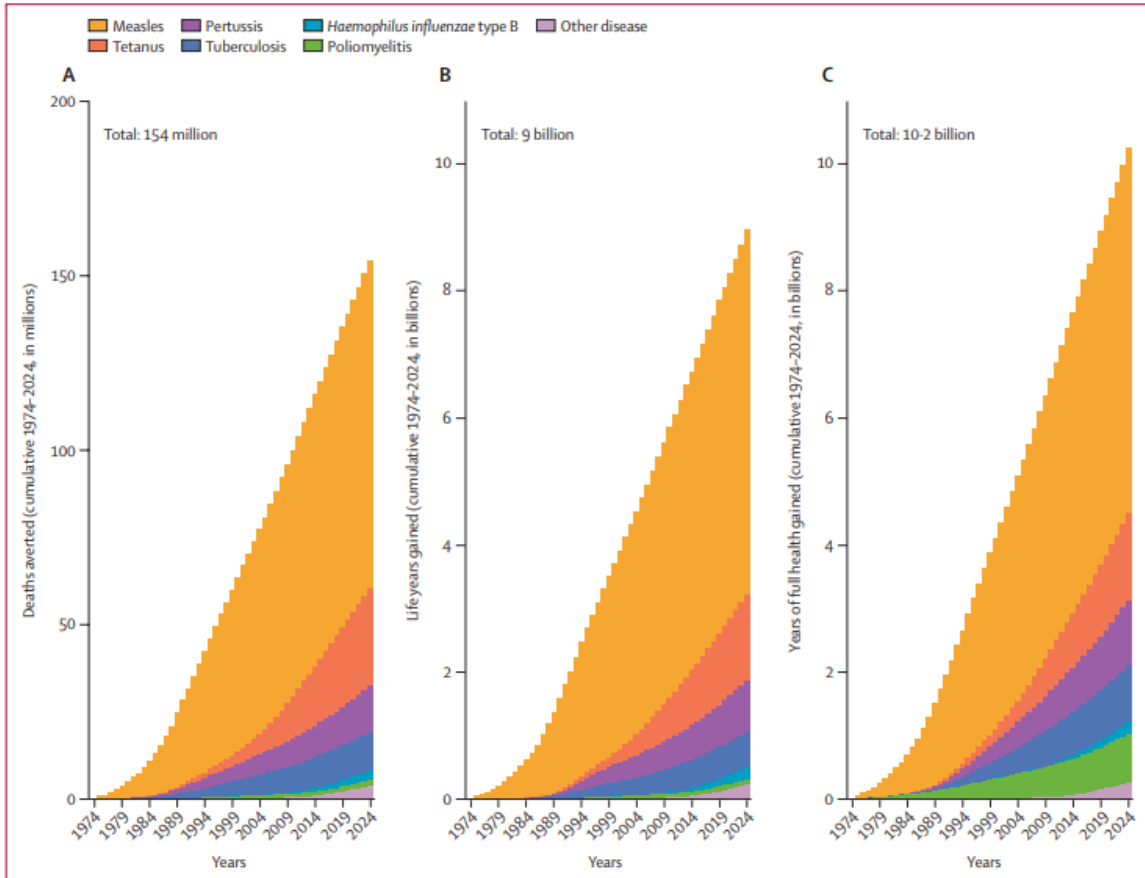 Measles Pertussis Haemophilus influenzae type B Other disease
Tetanus Tuberculosis Poliomyelitis
A
Total: 154 million
Deaths averted (cumulative 1974–2024, in millions)
200
150
100
50
0
1974 1979 1984 1989 1994 1999 2004 2009 2014 2019 2024
Years
B
Total: 9 billion
Life years gained (cumulative 1974–2024, in billions)
10
8
6
4
2
0
1974 1979 1984 1989 1994 1999 2004 2009 2014 2019 2024
Years
C
Total: 10·2 billion
Years of full health gained (cumulative 1974–2024, in billions)
10
8
6
4
2
0
1974 1979 1984 1989 1994 1999 2004 2009 2014 2019 2024
Years